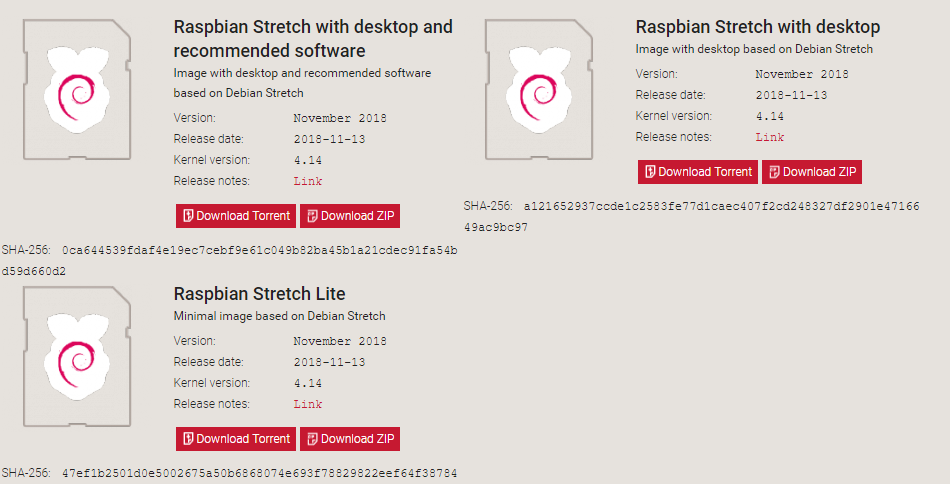 Raspbian Stretch with desktop and
recommended software
Image with desktop and recommended software
based on Debian Stretch
Version: November 2018
Release date: 2018-11-13
Kernel version: 4.14
Release notes: Link
Download Torrent Download ZIP
SHA-256: 0ca644539fdaf4e19ec7cebf9e61c049b82ba45b1a21cdec91fa54b
d59d660d2
Raspbian Stretch with desktop
Image with desktop based on Debian Stretch
Version: November 2018
Release date: 2018-11-13
Kernel version: 4.14
Release notes: Link
Download Torrent Download ZIP
SHA-256: a121652937ccde1c2583fe77d1caec407f2cd248327df2901e47166
49ac9bc97
Raspbian Stretch Lite
Minimal image based on Debian Stretch
Version: November 2018
Release date: 2018-11-13
Kernel version: 4.14
Release notes: Link
Download Torrent Download ZIP
SHA-256: 47ef1b2501d0e5002675a50b6868074e693f78829822eef64f38784